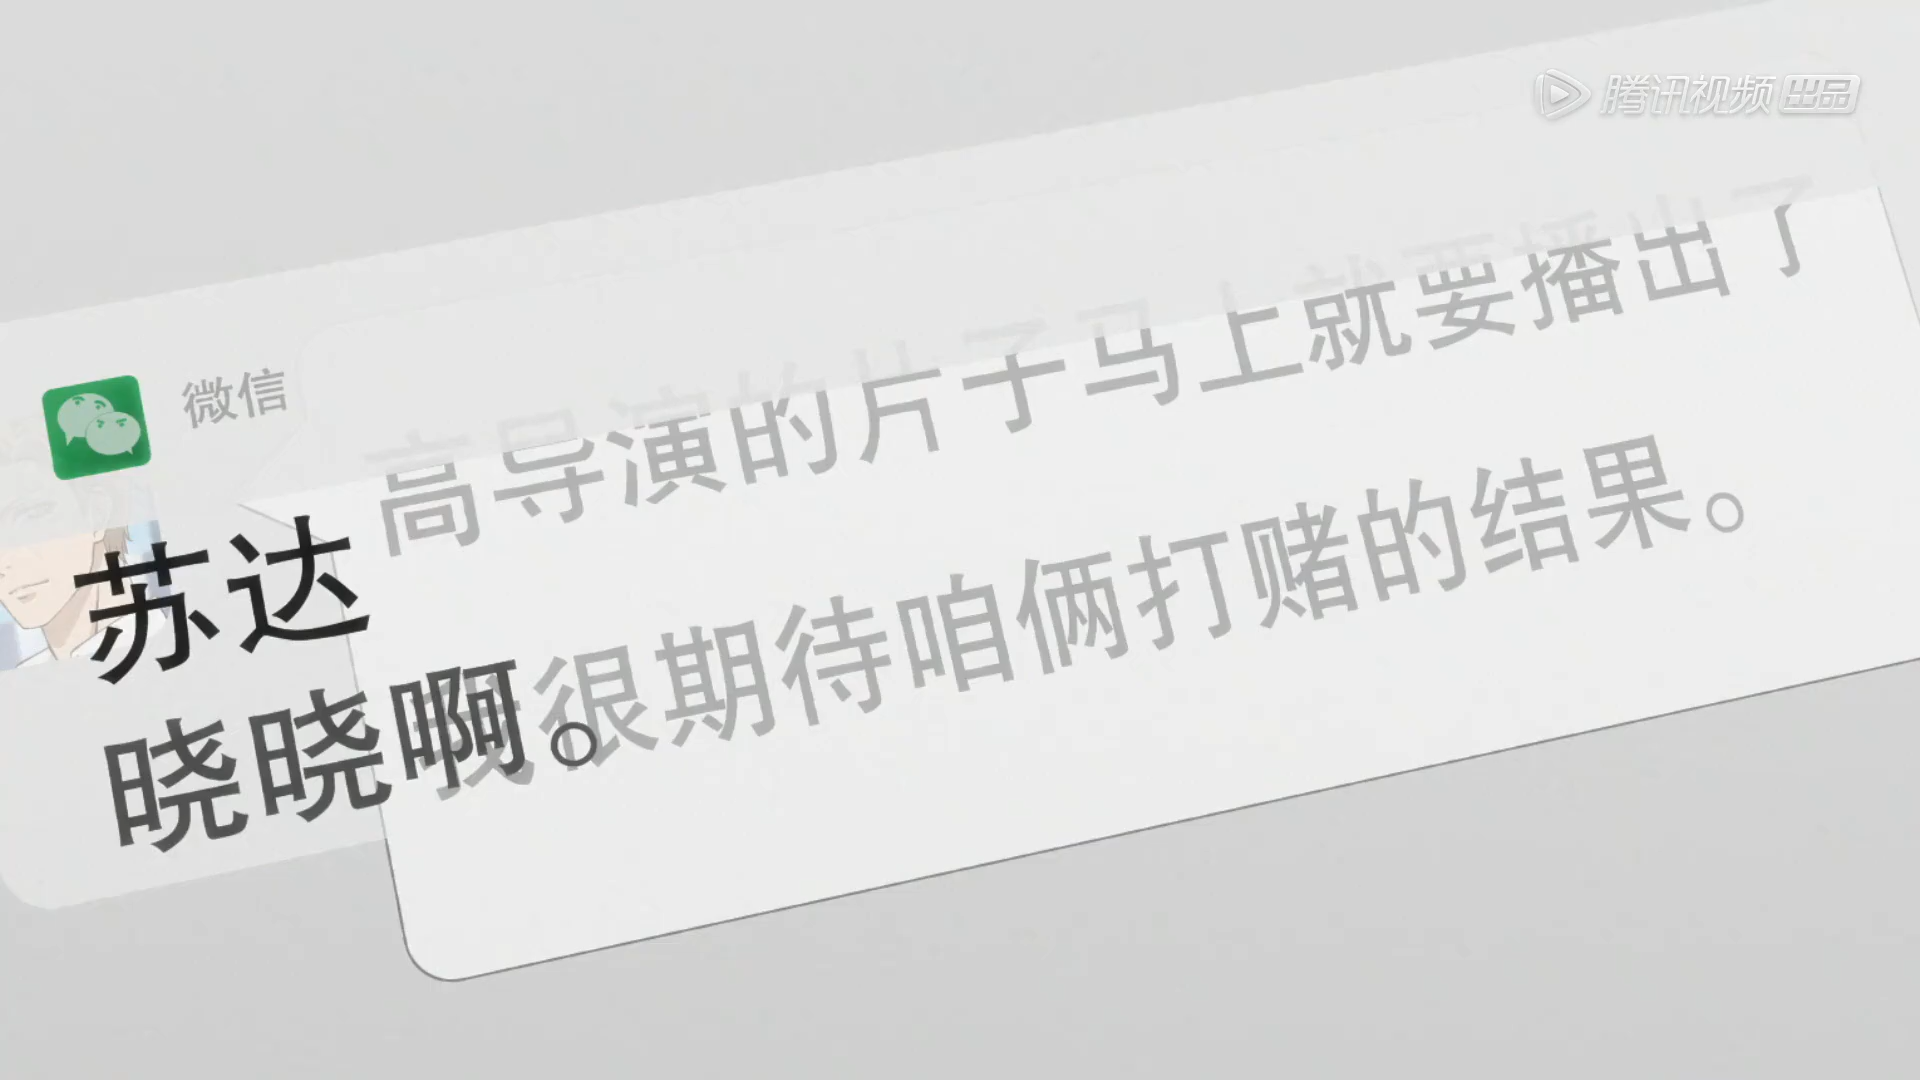 腾讯视频 出品
微信
高导演的片子马上就要播出了
我很期待咱俩打赌的结果。
苏达
晓晓啊。